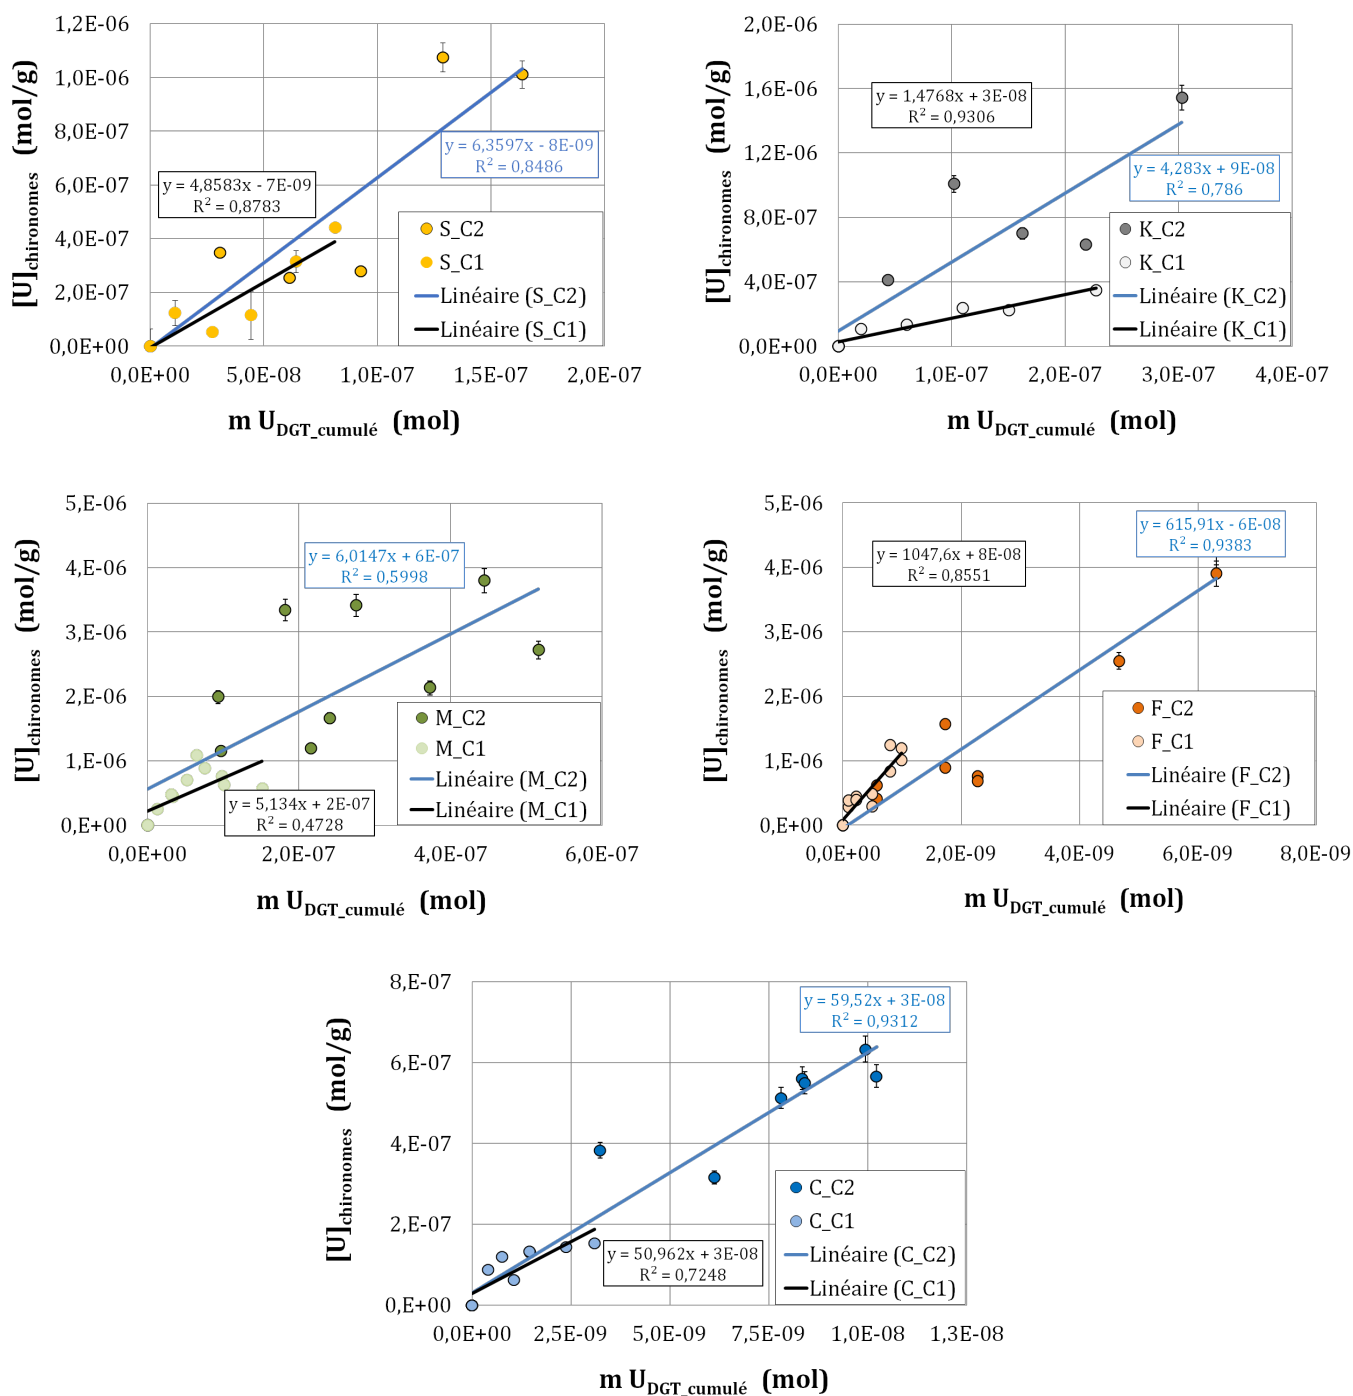 1,2E-06
1,0E-06
8,0E-07
6,0E-07
4,0E-07
2,0E-07
0,0E+00
[U]chironomes (mol/g)
y = 6,3597x - 8E-09
R² = 0,8486
y = 4,8583x - 7E-09
R² = 0,8783
S_C2
S_C1
Linéaire (S_C2)
Linéaire (S_C1)
0,0E+00 5,0E-08 1,0E-07 1,5E-07 2,0E-07
m UDGT_cumulé (mol)
2,0E-06
1,6E-06
1,2E-06
8,0E-07
4,0E-07
0,0E+00
[U]chironomes (mol/g)
y = 1,4768x + 3E-08
R² = 0,9306
y = 4,283x + 9E-08
R² = 0,786
K_C2
K_C1
Linéaire (K_C2)
Linéaire (K_C1)
0,0E+00 1,0E-07 2,0E-07 3,0E-07 4,0E-07
m UDGT_cumulé (mol)
5,E-06
4,E-06
3,E-06
2,E-06
1,E-06
0,E+00
[U]chironomes (mol/g)
y = 6,0147x + 6E-07
R² = 0,5998
y = 5,134x + 2E-07
R² = 0,4728
M_C2
M_C1
Linéaire (M_C2)
Linéaire (M_C1)
0,0E+00 2,0E-07 4,0E-07 6,0E-07
m UDGT_cumulé (mol)
5,E-06
4,E-06
3,E-06
2,E-06
1,E-06
0,E+00
[U]chironomes (mol/g)
y = 615,91x - 6E-08
R² = 0,9383
y = 1047,6x + 8E-08
R² = 0,8551
F_C2
F_C1
Linéaire (F_C2)
Linéaire (F_C1)
0,0E+00 2,0E-09 4,0E-09 6,0E-09 8,0E-09
m UDGT_cumulé (mol)
8,E-07
6,E-07
4,E-07
2,E-07
0,E+00
[U]chironomes (mol/g)
y = 59,52x + 3E-08
R² = 0,9312
y = 50,962x + 3E-08
R² = 0,7248
C_C2
C_C1
Linéaire (C_C2)
Linéaire (C_C1)
0,0E+00 2,5E-09 5,0E-09 7,5E-09 1,0E-08 1,3E-08
m UDGT_cumulé (mol)